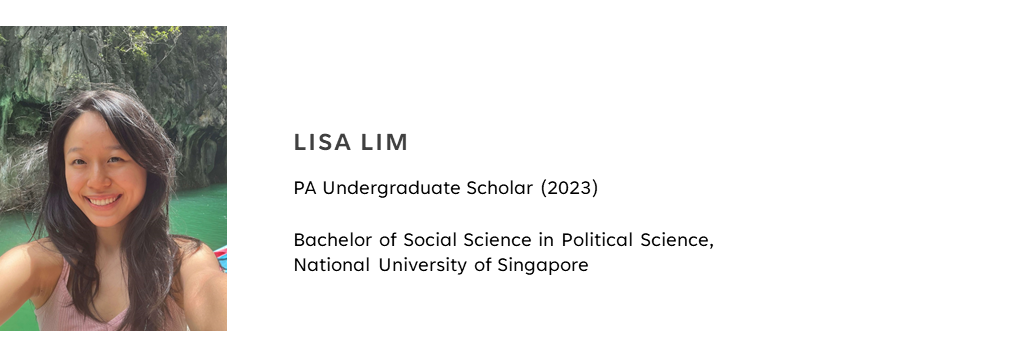 LISA LIM
PA Undergraduate Scholar (2023)
Bachelor of Social Science in Political Science,
National University of Singapore